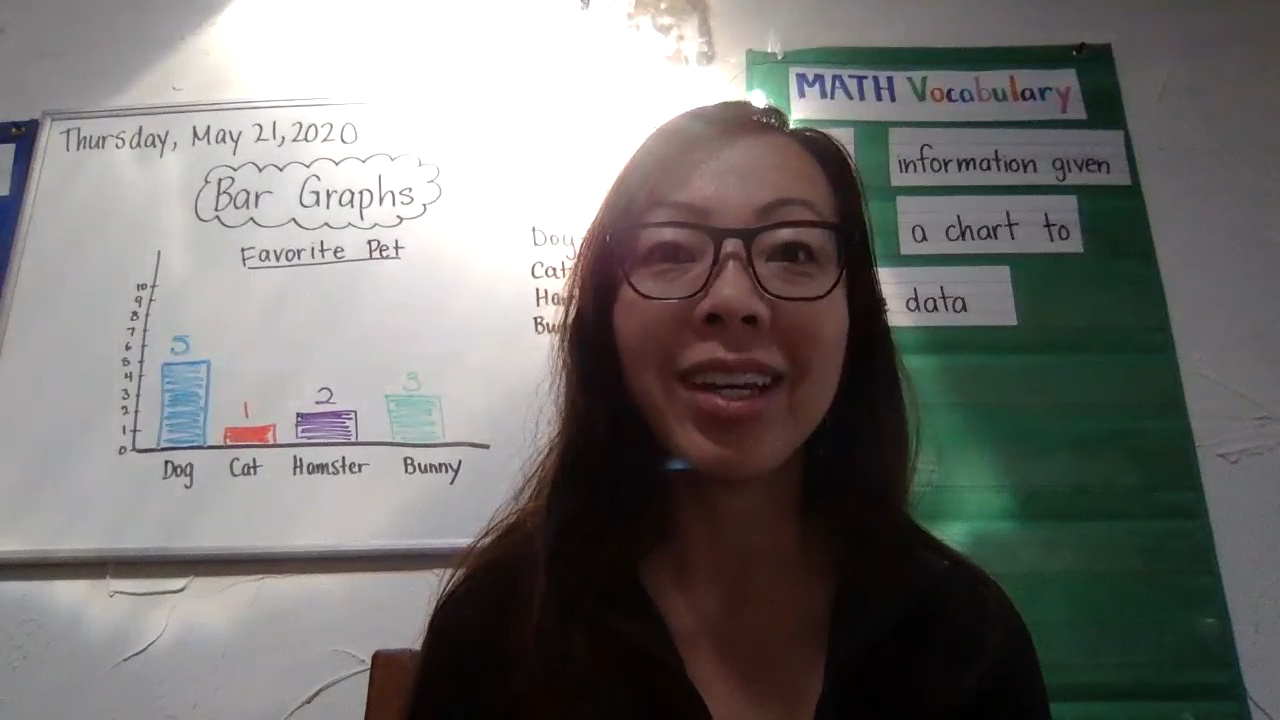 Thursday, May 21, 2020
Bar Graphs
Favorite Pet
10
9
8
7
6
5
4
3
2
1
0
5
1
2
3
Dog Cat Hamster Bunny
Dog
Cat
MATH Vocabulary
information given
a chart to
data